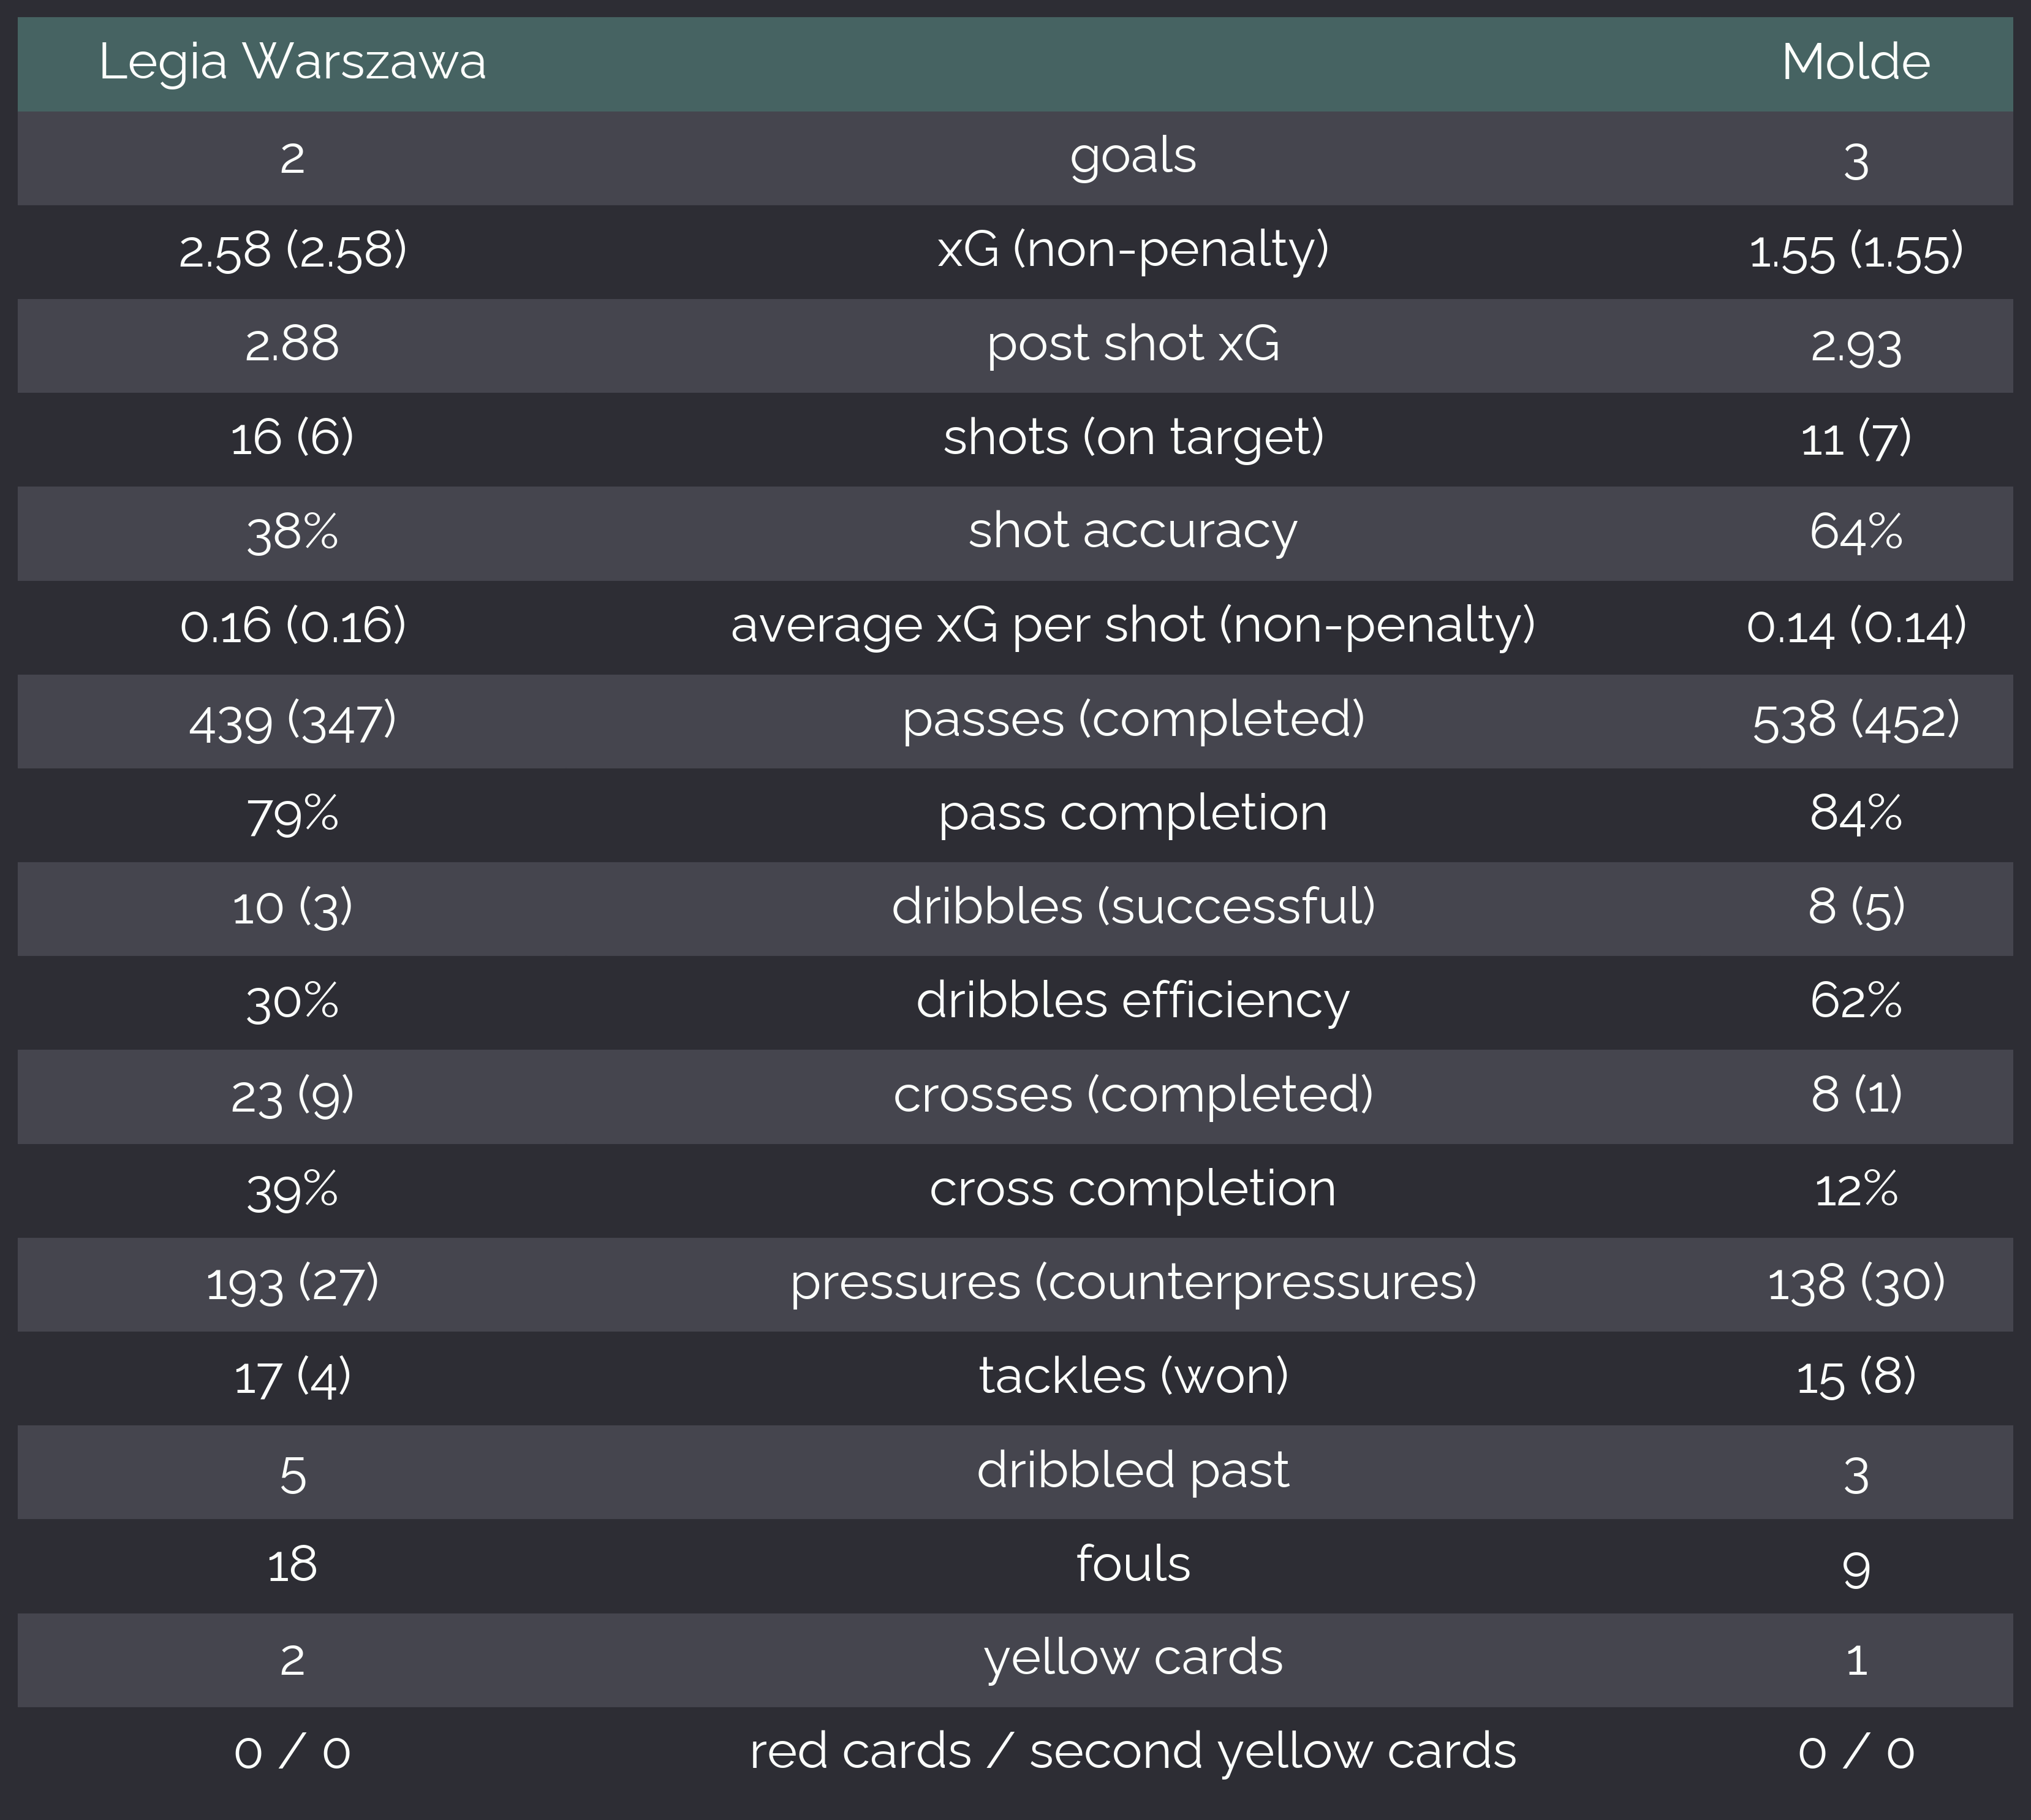 Legia Warszawa Molde
2 goals 3
2.58 (2.58) xG (non-penalty) 1.55 (1.55)
2.88 post shot xG 2.93
16 (6) shots (on target) 11 (7)
38% shot accuracy 64%
0.16 (0.16) average xG per shot (non-penalty) 0.14 (0.14)
439 (347) passes (completed) 538 (452)
79% pass completion 84%
10 (3) dribbles (successful) 8 (5)
30% dribbles efficiency 62%
23 (9) crosses (completed) 8 (1)
39% cross completion 12%
193 (27) pressures (counterpressures) 138 (30)
17 (4) tackles (won) 15 (8)
5 dribbled past 3
18 fouls 9
2 yellow cards 1
0 / 0 red cards / second yellow cards 0 / 0